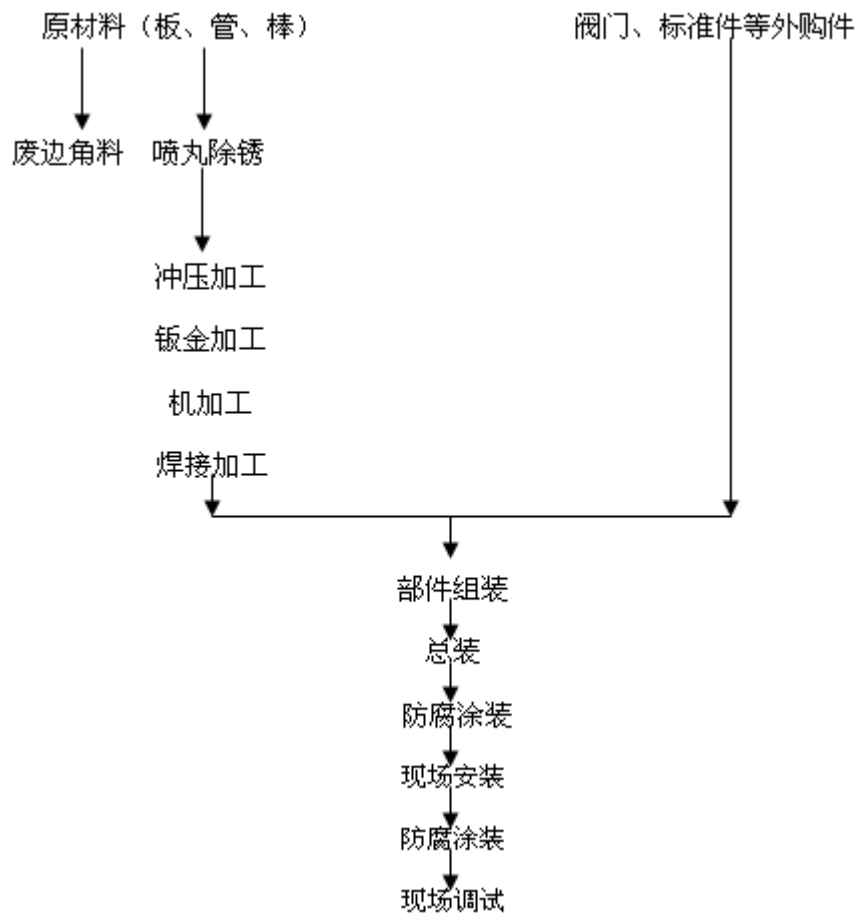 原材料（板、管、棒）
阀门、标准件等外购件
废边角料
喷丸除锈
冲压加工
钣金加工
机加工
焊接加工
部件组装
总装
防腐涂装
现场安装
防腐涂装
现场调试